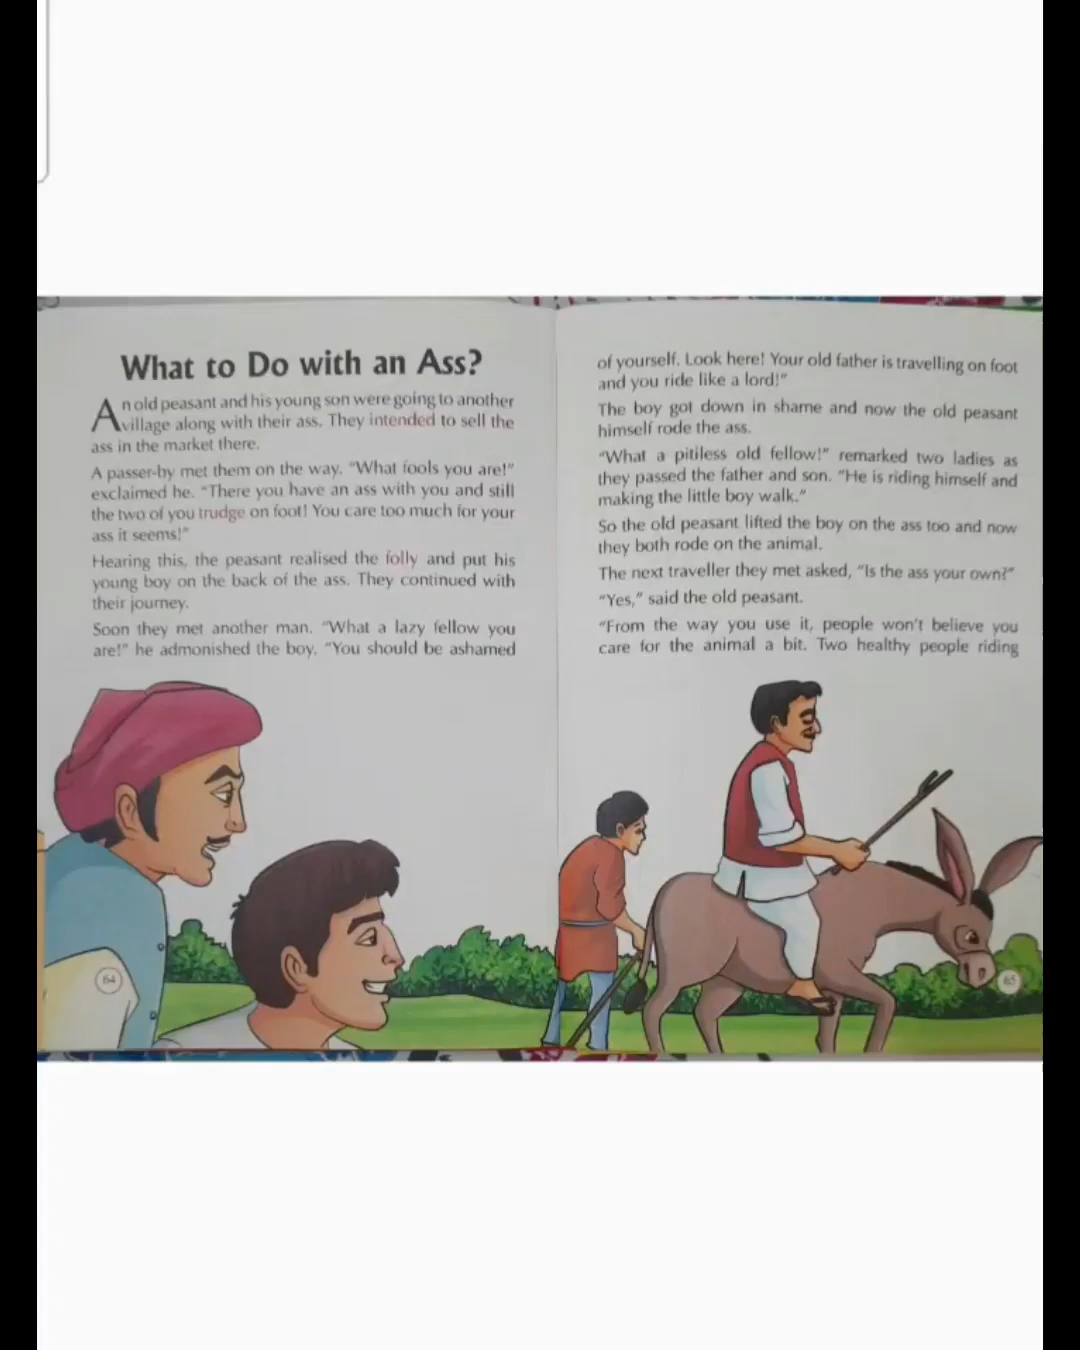 What to Do with an Ass?
An old peasant and his young son were going to another
village along with their ass. They intended to sell the
ass in the market there.
A passer-by met them on the way. “What fools you are!”
exclaimed he. “There you have an ass with you and still
the two of you trudge on foot! You care too much for your
ass it seems!”
Hearing this, the peasant realised the folly and put his
young boy on the back of the ass. They continued with
their journey.
Soon they met another man. “What a lazy fellow you
are!” he admonished the boy. “You should be ashamed
64
of yourself. Look here! Your old father is travelling on foot
and you ride like a lord!”
The boy got down in shame and now the old peasant
himself rode the ass.
“What a pitiless old fellow!” remarked two ladies as
they passed the father and son. “He is riding himself and
making the little boy walk.”
So the old peasant lifted the boy on the ass too and now
they both rode on the animal.
The next traveller they met asked, “Is the ass your own?”
“Yes,” said the old peasant.
“From the way you use it, people won’t believe you
care for the animal a bit. Two healthy people riding
65